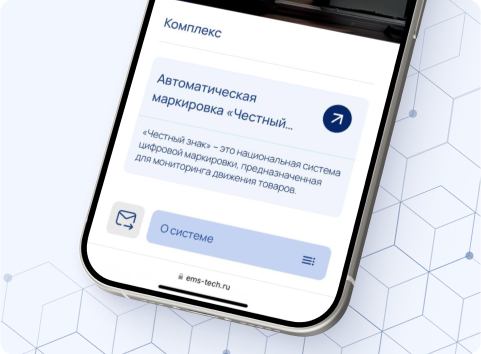 Комплекс
Автоматическая
маркировка «Честный...
«Честный знак» – это национальная система
цифровой маркировки, предназначенная
для мониторинга движения товаров.
О системе
ems-tech.ru